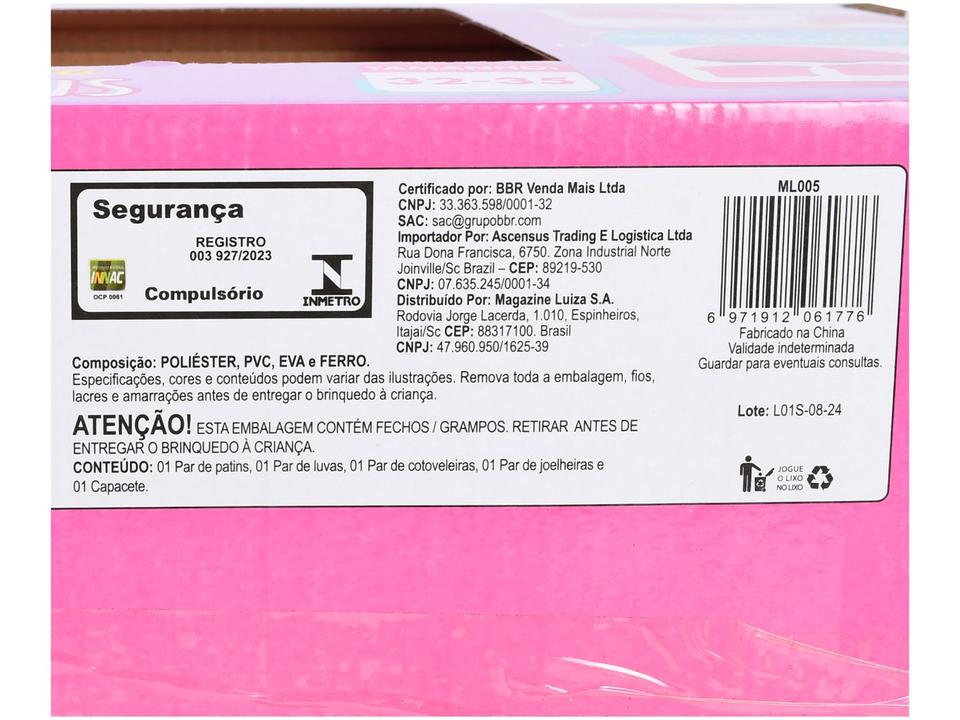 TAMANHO:
32-35
Segurança
REGISTRO
003 927/2023
INNAC
OCP 0061
Compulsório
INMETRO
Certificado por: BBR Venda Mais Ltda
CNPJ: 33.363.598/0001-32
SAC: sac@grupobbr.com
Importador Por: Ascensus Trading E Logistica Ltda
Rua Dona Francisca, 6750. Zona Industrial Norte
Joinville/Sc Brazil – CEP: 89219-530
CNPJ: 07.635.245/0001-34
Distribuído Por: Magazine Luiza S.A.
Rodovia Jorge Lacerda, 1.010, Espinheiros,
Itajai/Sc CEP: 88317100. Brasil
CNPJ: 47.960.950/1625-39
ML005
6 971912 061776
Fabricado na China
Validade indeterminada
Guardar para eventuais consultas.
Lote: L01S-08-24
Composição: POLIÉSTER, PVC, EVA e FERRO.
Especificações, cores e conteúdos podem variar das ilustrações. Remova toda a embalagem, fios,
lacres e amarrações antes de entregar o brinquedo à criança.
ATENÇÃO! ESTA EMBALAGEM CONTÉM FECHOS / GRAMPOS. RETIRAR ANTES DE
ENTREGAR O BRINQUEDO À CRIANÇA.
CONTEÚDO: 01 Par de patins, 01 Par de luvas, 01 Par de cotoveleiras, 01 Par de joelheiras e
01 Capacete.
JOGUE
O LIXO
NO LIXO